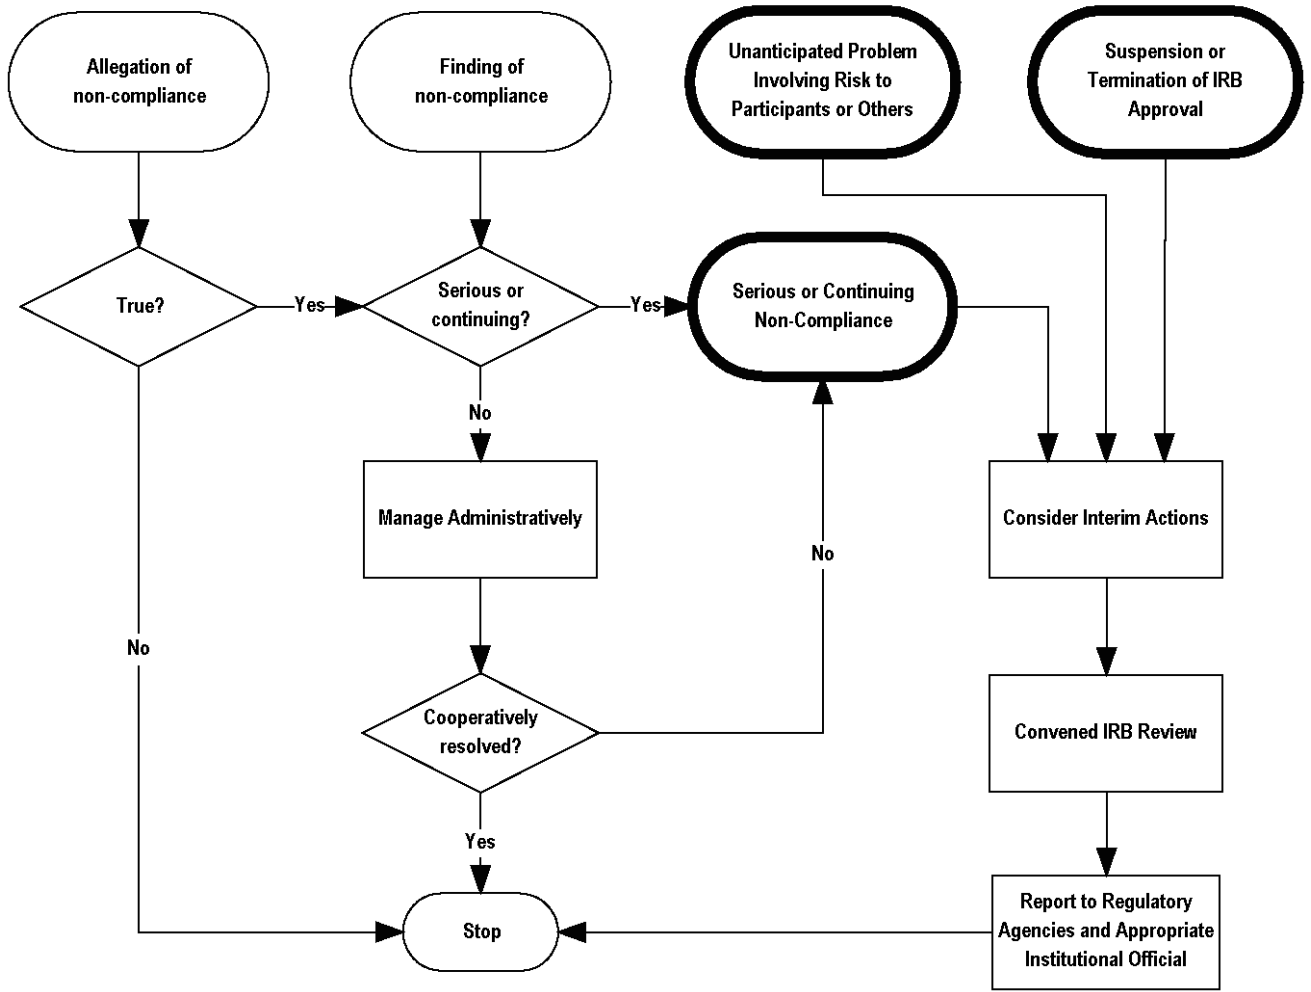 Allegation of
non-compliance
Finding of
non-compliance
Unanticipated Problem
Involving Risk to
Participants or Others
Suspension or
Termination of IRB
Approval
True?
Yes
Serious or
continuing?
Yes
Serious or Continuing
Non-Compliance
No
Manage Administratively
Consider Interim Actions
No
No
Cooperatively
resolved?
Convened IRB Review
Yes
Stop
Report to Regulatory
Agencies and Appropriate
Institutional Official